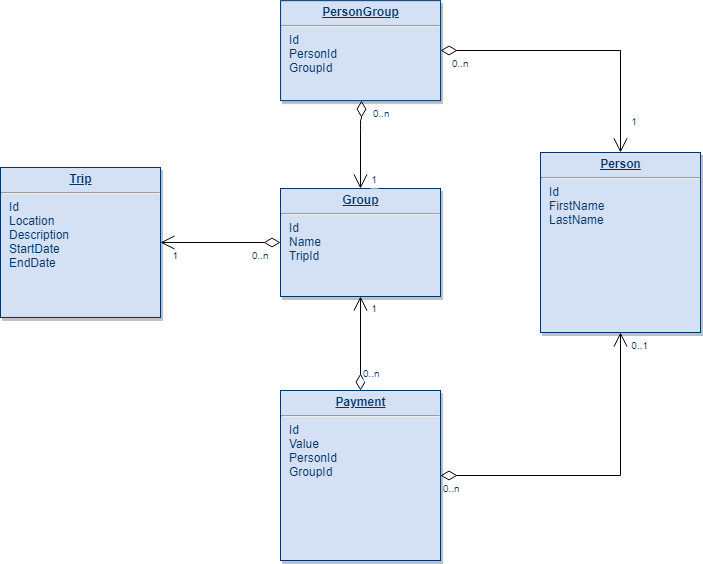 PersonGroup
Id
PersonId
GroupId
0..n
0..n
1
1
Person
Id
FirstName
LastName
Trip
Id
Location
Description
StartDate
EndDate
1
0..n
Group
Id
Name
TripId
1
0..1
0..n
Payment
Id
Value
PersonId
GroupId
0..n